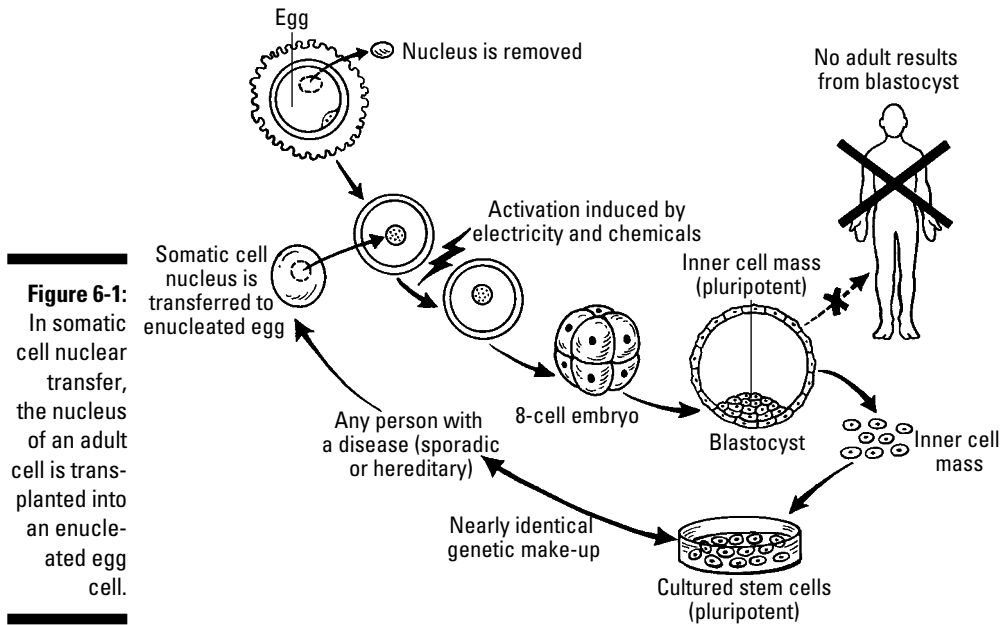 Egg
Nucleus is removed
No adult results
from blastocyst
Activation induced by
electricity and chemicals
Somatic cell
nucleus is
transferred to
enucleated egg
Inner cell mass
(pluripotent)
Figure 6-1:
In somatic
cell nuclear
transfer,
the nucleus
of an adult
cell is trans-
planted into
an enucle-
ated egg
cell.
8-cell embryo
Blastocyst
Any person with
a disease (sporadic
or hereditary)
Inner cell
mass
Nearly identical
genetic make-up
Cultured stem cells
(pluripotent)